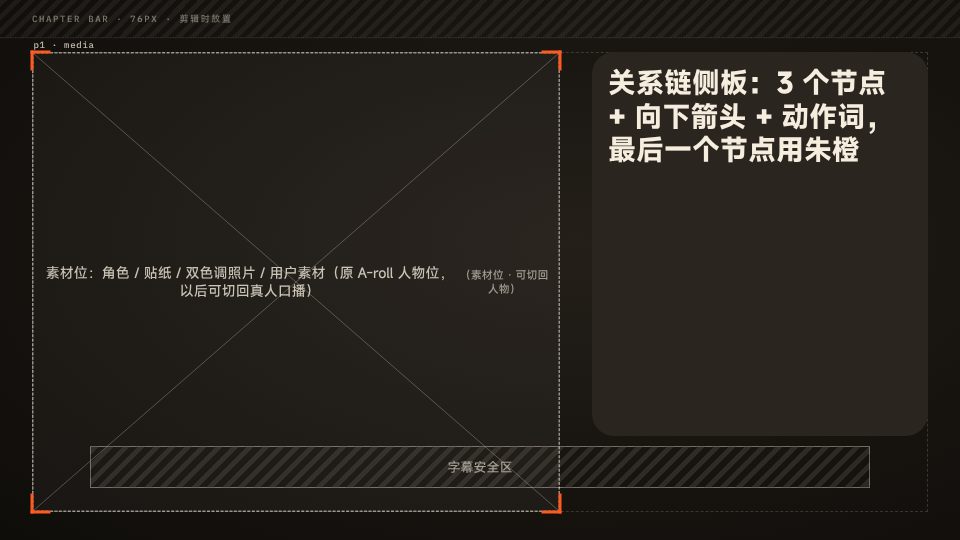 CHAPTER BAR · 76PX · 剪辑时放置
p1 · media
关系链侧板：3 个节点
+ 向下箭头 + 动作词，
最后一个节点用朱橙
素材位：角色 / 贴纸 / 双色调照片 / 用户素材（原 A-roll 人物位，
以后可切回真人口播）
（素材位 · 可切回
人物）
字幕安全区